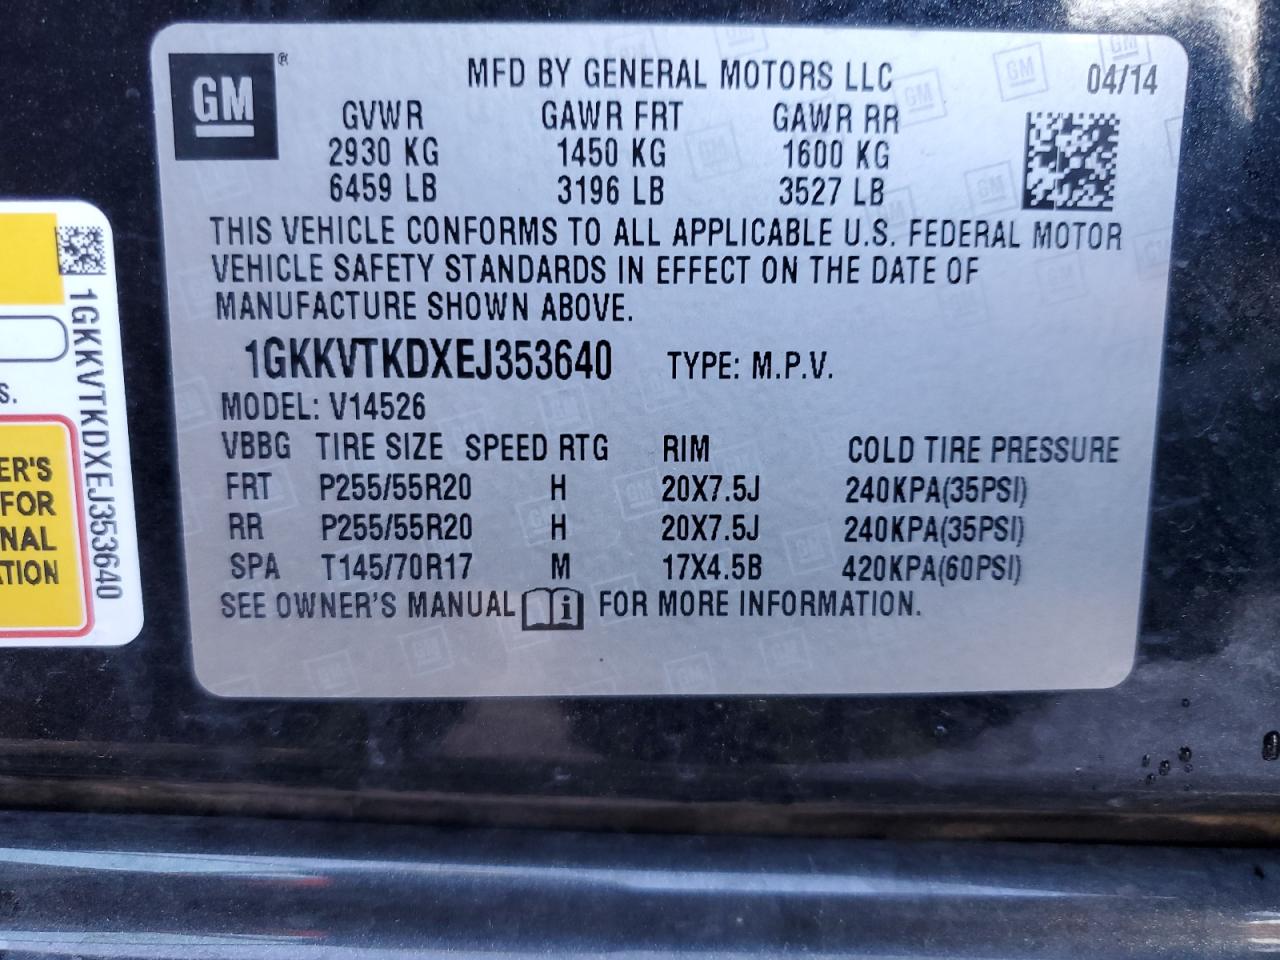 GM ®
MFD BY GENERAL MOTORS LLC 04/14
GVWR GAWR FRT GAWR RR
2930 KG 1450 KG 1600 KG
6459 LB 3196 LB 3527 LB
THIS VEHICLE CONFORMS TO ALL APPLICABLE U.S. FEDERAL MOTOR
VEHICLE SAFETY STANDARDS IN EFFECT ON THE DATE OF
MANUFACTURE SHOWN ABOVE.
1GKKVTKDXEJ353640 TYPE: M.P.V.
MODEL: V14526
VBBG TIRE SIZE SPEED RTG RIM COLD TIRE PRESSURE
FRT P255/55R20 H 20X7.5J 240KPA(35PSI)
RR P255/55R20 H 20X7.5J 240KPA(35PSI)
SPA T145/70R17 M 17X4.5B 420KPA(60PSI)
SEE OWNER'S MANUAL i FOR MORE INFORMATION.
1GKKVTKDXEJ353640
S.
ER'S
FOR
NAL
TION